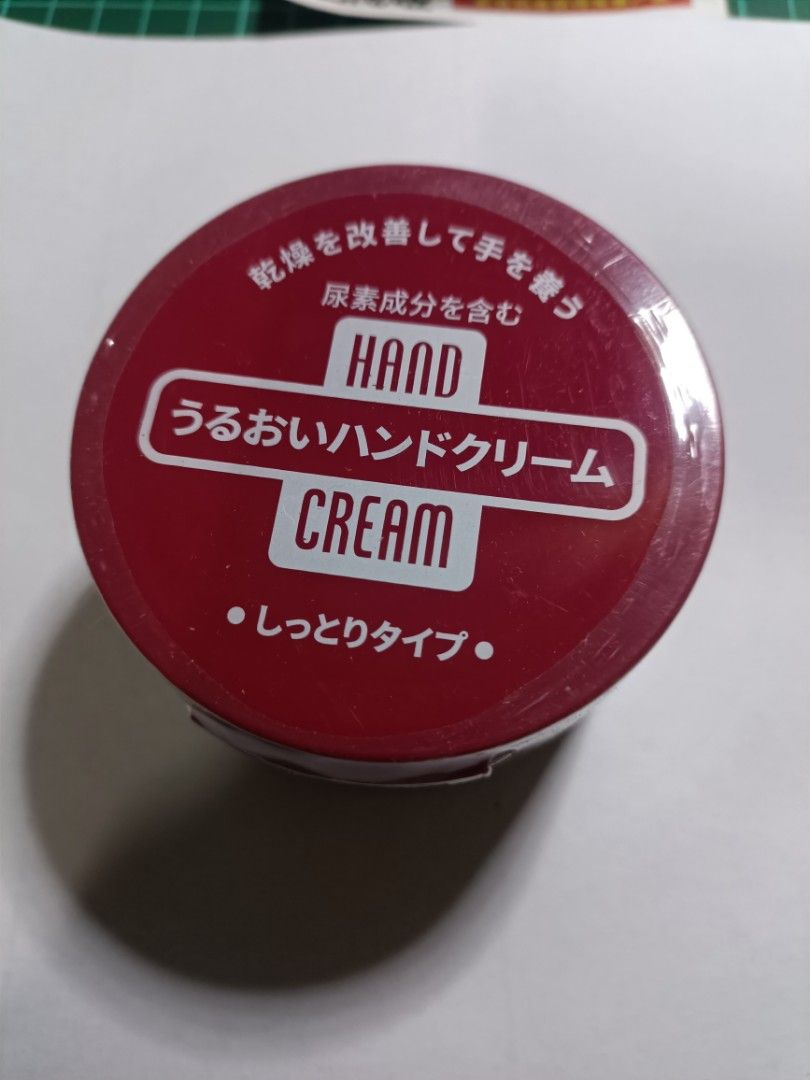 乾燥を改善して手を養う
尿素成分を含む
HAND
うるおいハンドクリーム
CREAM
•しっとりタイプ•